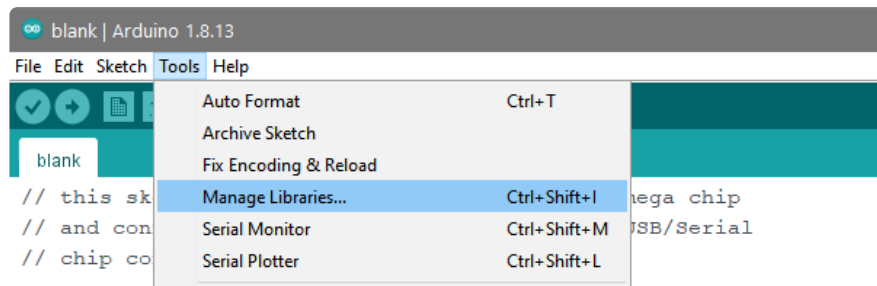 blank | Arduino 1.8.13
File Edit Sketch Tools Help
Auto Format Ctrl+T
Archive Sketch
blank
Fix Encoding & Reload
// this sk
Manage Libraries... Ctrl+Shift+I
mega chip
// and con
Serial Monitor Ctrl+Shift+M
USB/Serial
// chip co
Serial Plotter Ctrl+Shift+L